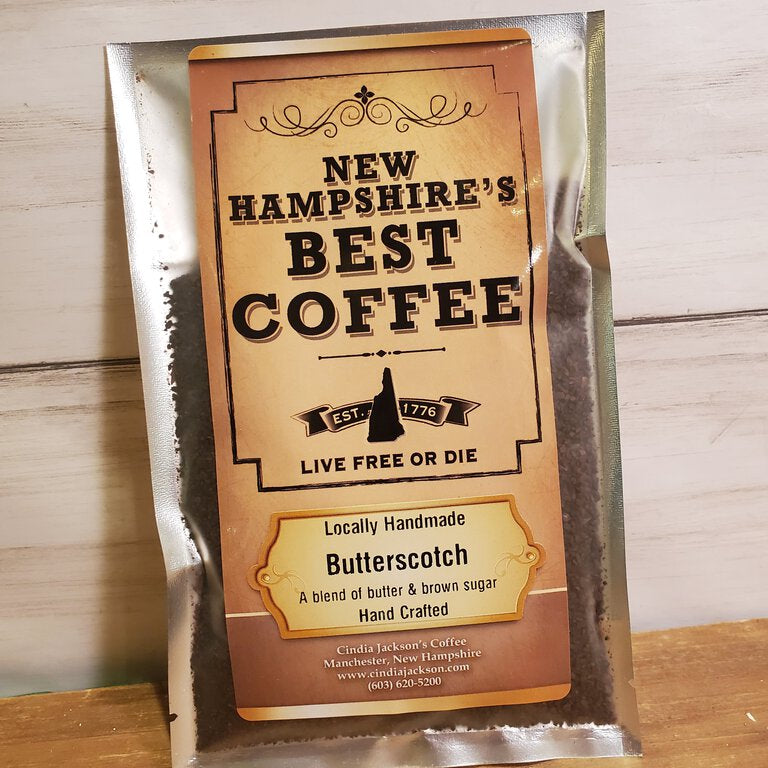 NEW
HAMPSHIRE'S
BEST
COFFEE
EST. 1776
LIVE FREE OR DIE
Locally Handmade
Butterscotch
A blend of butter & brown sugar
Hand Crafted
Cindia Jackson's Coffee
Manchester, New Hampshire
www.cindiajackson.com
(603) 620-5200